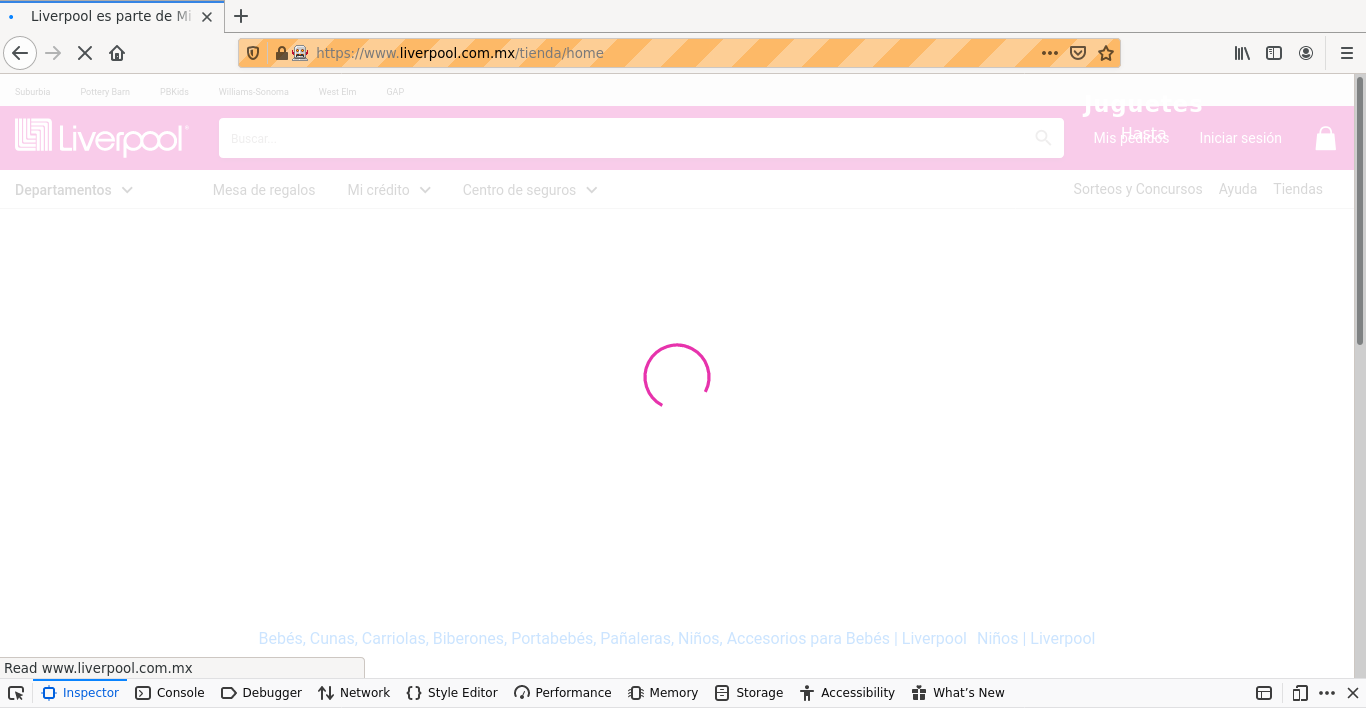 Liverpool es parte de Mi
https://www.liverpool.com.mx/tienda/home
Suburbia Pottery Barn PBKids Williams-Sonoma West Elm GAP
Juguetes
Hasta
Liverpool
Buscar...
Mis pedidos Iniciar sesión
Departamentos Mesa de regalos Mi crédito Centro de seguros Sorteos y Concursos Ayuda Tiendas
Bebés, Cunas, Carriolas, Biberones, Portabebés, Pañaleras, Niños, Accesorios para Bebés | Liverpool Niños | Liverpool
Read www.liverpool.com.mx
Inspector Console Debugger Network Style Editor Performance Memory Storage Accessibility What's New